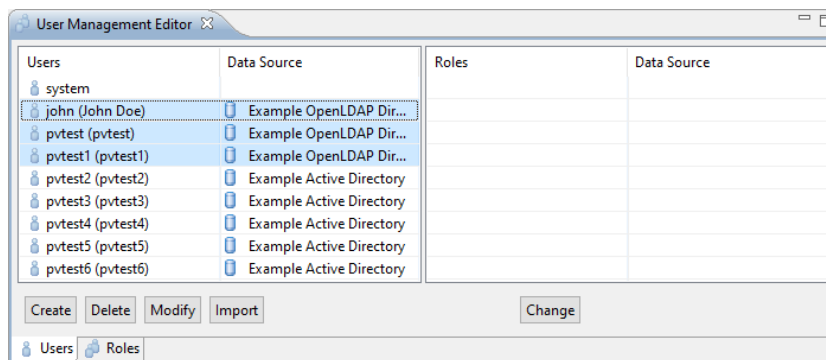 User Management Editor
Users Data Source Roles Data Source
system
john (John Doe) Example OpenLDAP Dir...
pvtest (pvtest) Example OpenLDAP Dir...
pvtest1 (pvtest1) Example OpenLDAP Dir...
pvtest2 (pvtest2) Example Active Directory
pvtest3 (pvtest3) Example Active Directory
pvtest4 (pvtest4) Example Active Directory
pvtest5 (pvtest5) Example Active Directory
pvtest6 (pvtest6) Example Active Directory
Create Delete Modify Import Change
Users Roles